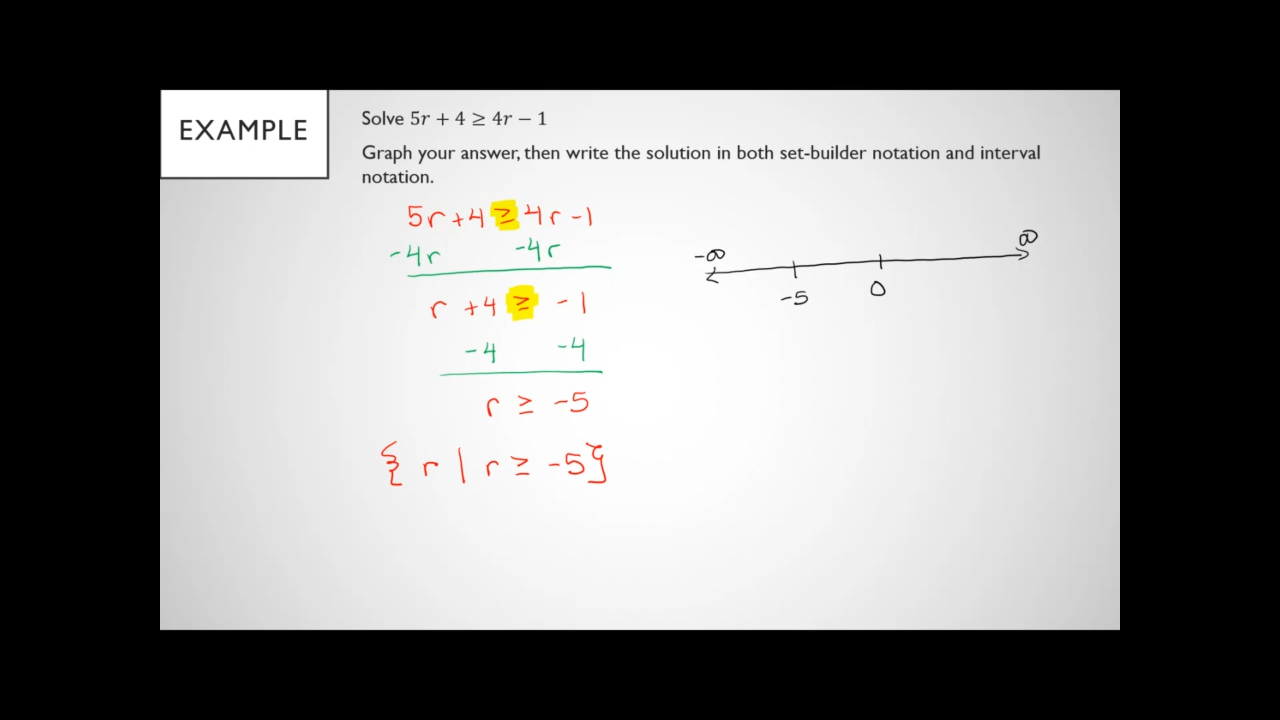 EXAMPLE
Solve 5r + 4 ≥ 4r − 1
Graph your answer, then write the solution in both set-builder notation and interval
notation.
5r +4 ≥ 4r -1
-4r -4r
r +4 ≥ -1
-4 -4
r ≥ -5
{ r | r ≥ -5}
-∞ ∞
-5 0